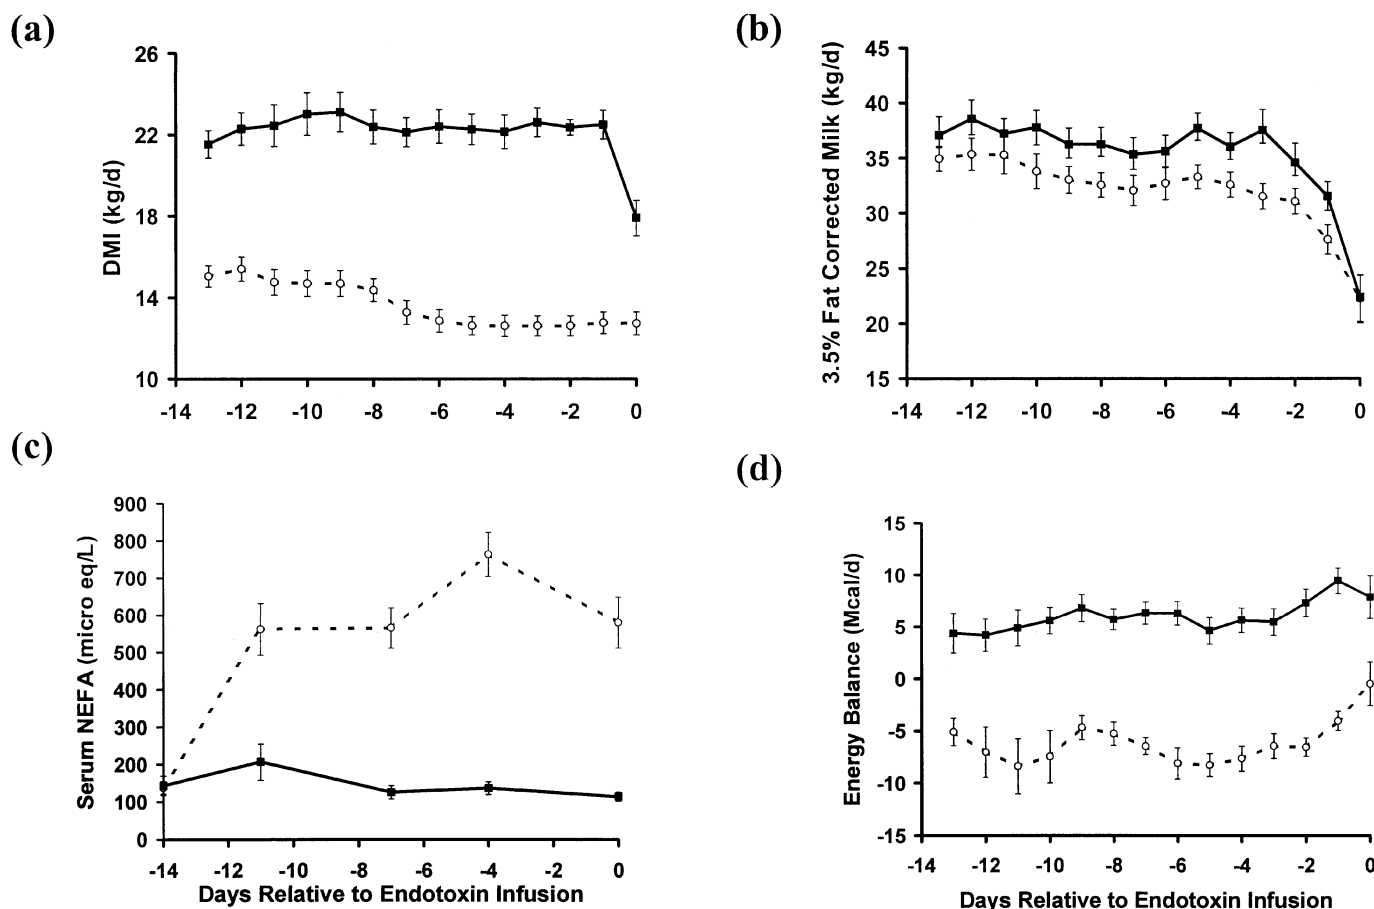 (a)
DMI (kg/d)
26
22
18
14
10
-14 -12 -10 -8 -6 -4 -2 0
(b)
3.5% Fat Corrected Milk (kg/d)
45
40
35
30
25
20
15
-14 -12 -10 -8 -6 -4 -2 0
(c)
Serum NEFA (micro eq/L)
900
800
700
600
500
400
300
200
100
0
-14 -12 -10 -8 -6 -4 -2 0
Days Relative to Endotoxin Infusion
(d)
Energy Balance (Mcal/d)
15
10
5
0
-5
-10
-15
-14 -12 -10 -8 -6 -4 -2 0
Days Relative to Endotoxin Infusion